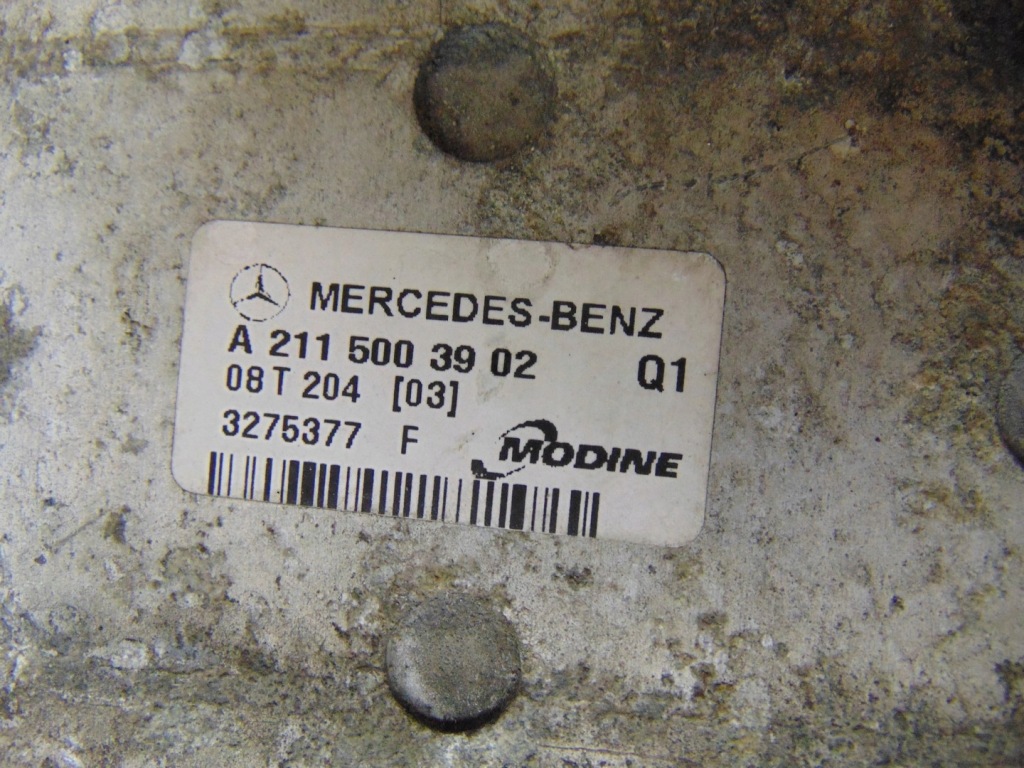 MERCEDES-BENZ
A 211 500 39 02 Q1
08 T 204 [03]
3275377 F MODINE